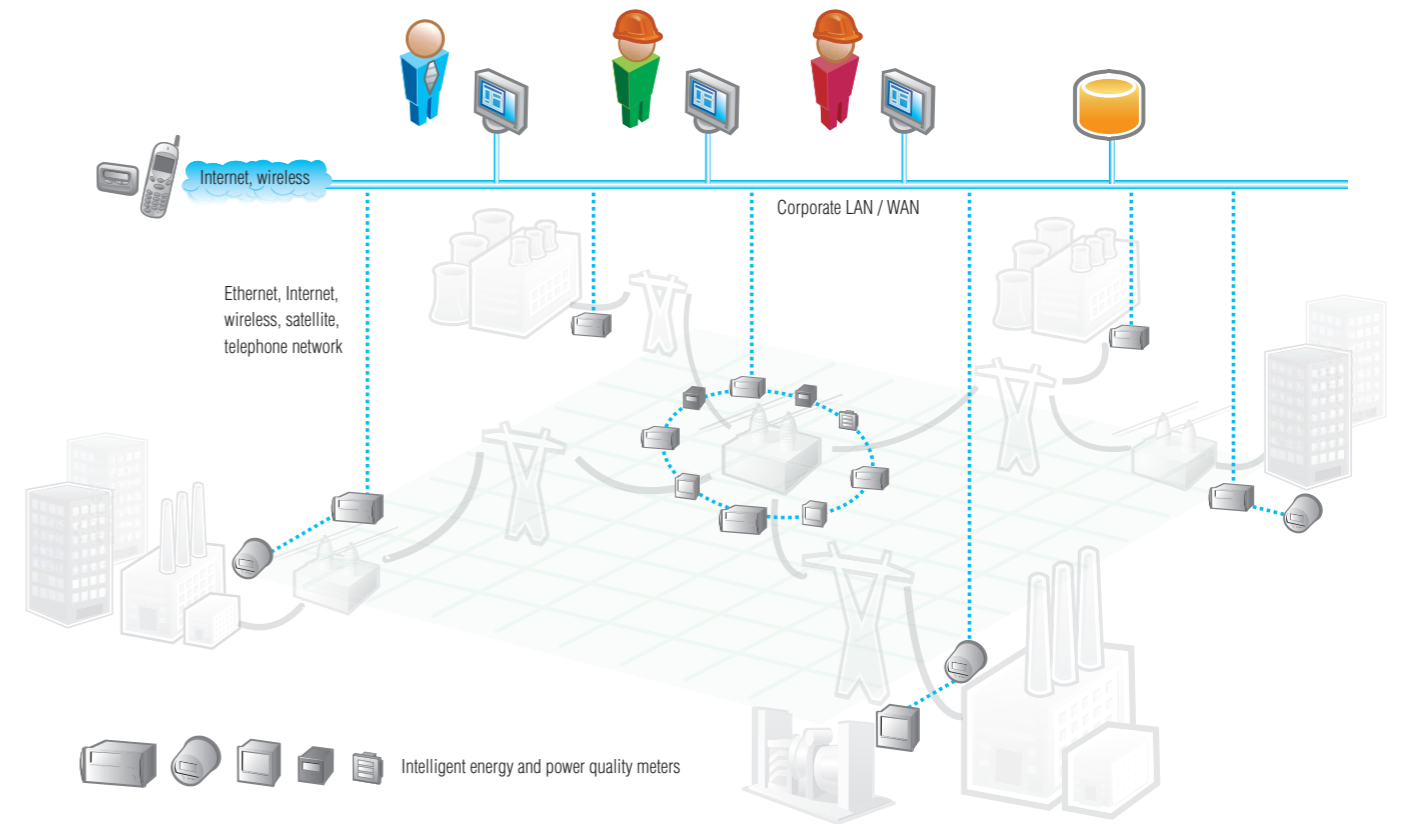 Internet, wireless
Corporate LAN / WAN
Ethernet, Internet,
wireless, satellite,
telephone network
Intelligent energy and power quality meters